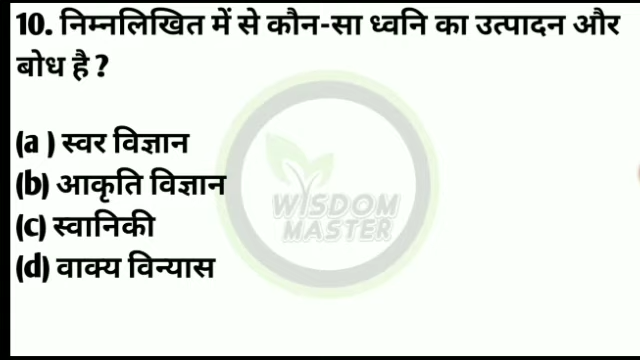 10. निम्नलिखित में से कौन-सा ध्वनि का उत्पादन और
बोध है ?
(a ) स्वर विज्ञान
(b) आकृति विज्ञान
(c) स्वानिकी
(d) वाक्य विन्यास
WISDOM
MASTER